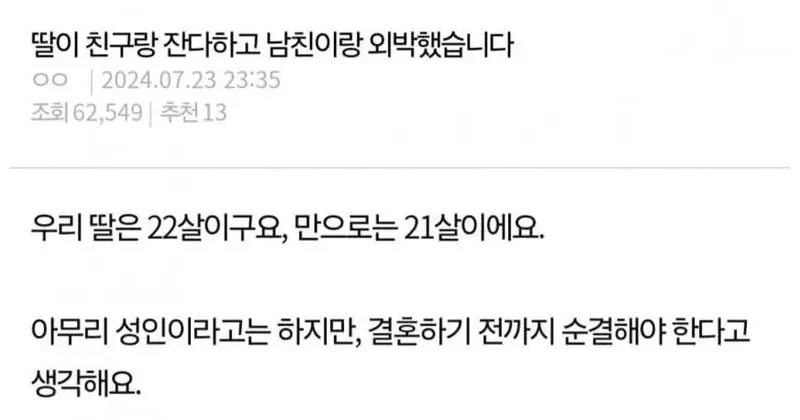 딸이 친구랑 잔다하고 남친이랑 외박했습니다
ㅇㅇ | 2024.07.23 23:35
조회 62,549 | 추천 13
우리 딸은 22살이구요, 만으로는 21살이에요.
아무리 성인이라고는 하지만, 결혼하기 전까지 순결해야 한다고
생각해요.